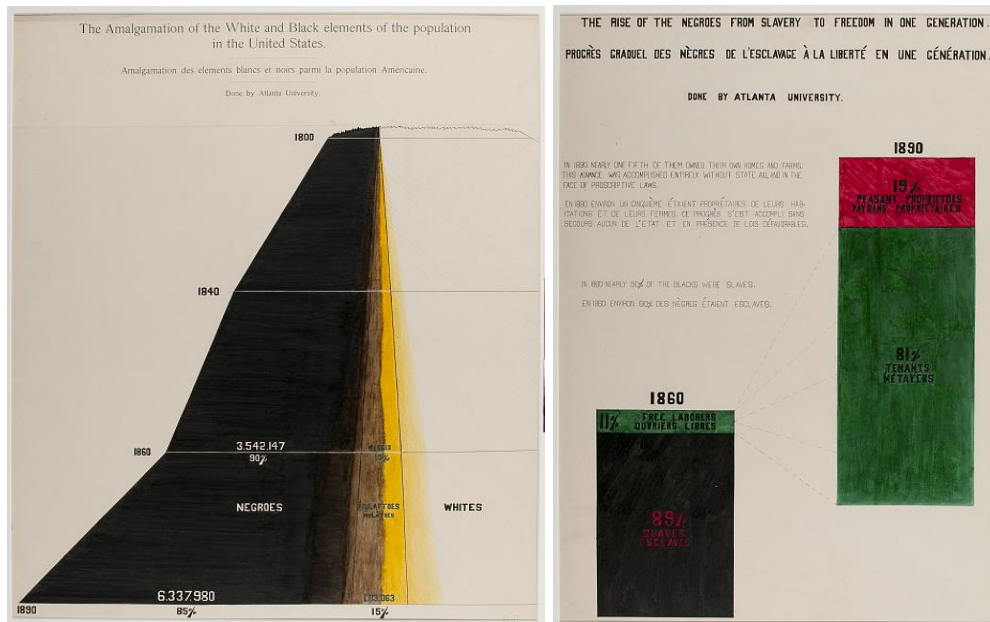 The Amalgamation of the White and Black elements of the population
in the United States.
Amalgamation des elements blancs et noirs parmi la population Americaine.
Done by Atlanta University.
1800
1840
1860
3.542.147
90%
NEGROES
MULATTOES
MULATRES
WHITES
6.337.980
1890
85%
15%
THE RISE OF THE NEGROES FROM SLAVERY TO FREEDOM IN ONE GENERATION.
PROGRÈS GRADUEL DES NÈGRES DE L'ESCLAVAGE À LA LIBERTÉ EN UNE GÉNÉRATION.
DONE BY ATLANTA UNIVERSITY.
1890
IN 1890 NEARLY ONE FIFTH OF THEM OWNED THEIR OWN HOMES AND FARMS.
THIS ADVANCE WAS ACCOMPLISHED ENTIRELY WITHOUT STATE AID, AND IN THE
FACE OF PROSCRIPTIVE LAWS.
EN 1890 ENVIRON UN CINQUIÈME ÉTAIENT PROPRIÉTAIRES DE LEURS HAB-
ITATIONS ET DE LEURS FERMES. CE PROGRÈS S'EST ACCOMPLI SANS
SECOURS AUCUN DE L'ETAT ET EN PRÉSENCE DE LOIS DÉFAVORABLES.
19%
PEASANT PROPRIETORS
PAYSANS PROPRIÉTAIRES
IN 1860 NEARLY 90% OF THE BLACKS WERE SLAVES.
EN 1860 ENVIRON 90% DES NÈGRES ÉTAIENT ESCLAVES.
81%
TENANTS
MÉTAYERS
1860
11%
FREE LABORERS
OUVRIERS LIBRES
89%
SLAVES
ESCLAVES